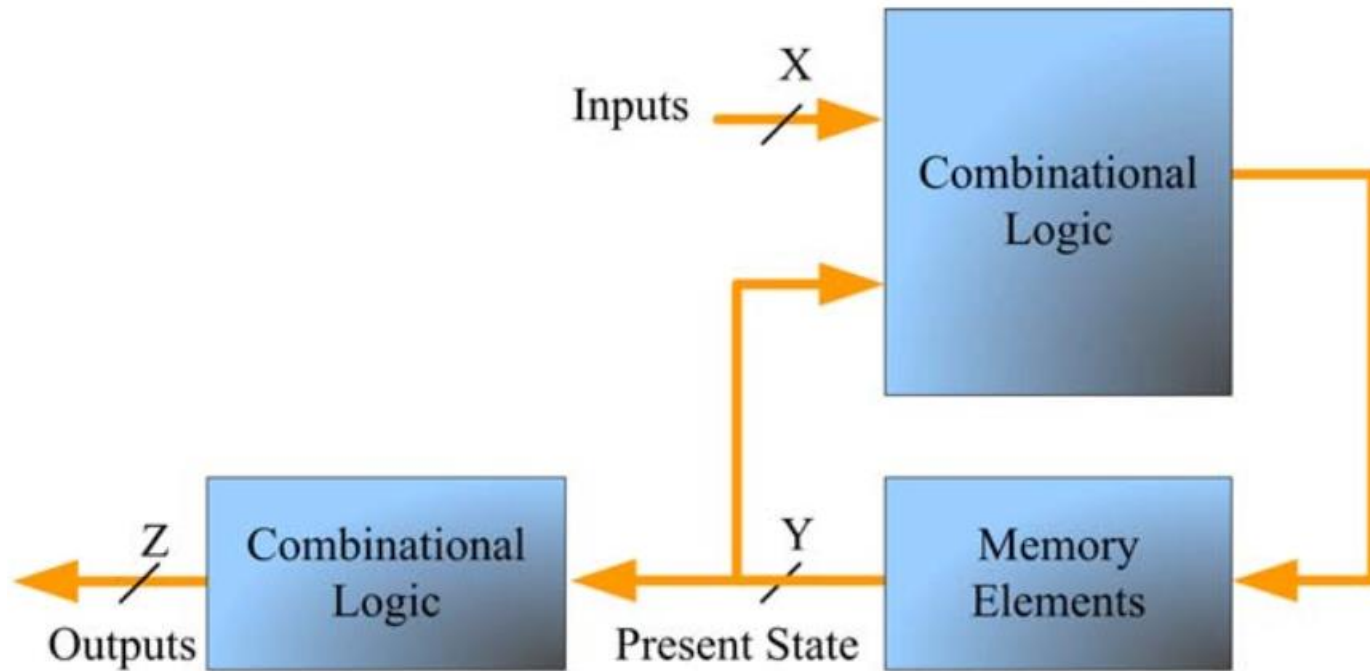 X
Inputs
Combinational
Logic
Z
Combinational
Logic
Y
Memory
Elements
Outputs
Present State